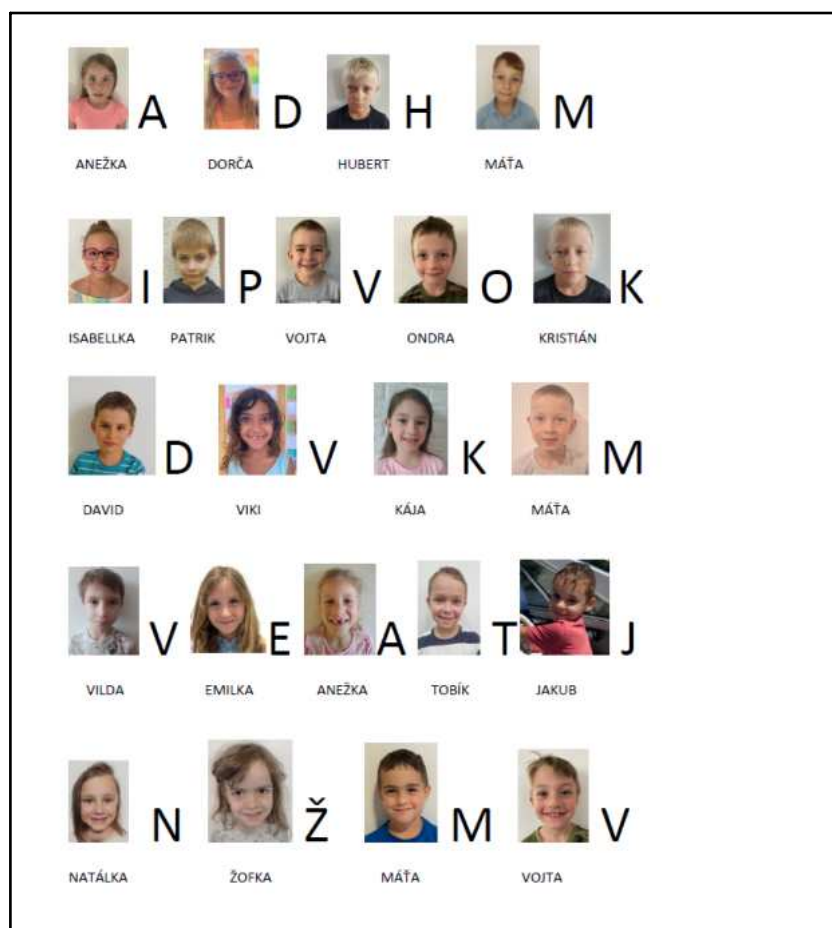 A D H M
ANEŽKA DORČA HUBERT MÁŤA
I P V O K
ISABELLKA PATRIK VOJTA ONDRA KRISTIÁN
D V K M
DAVID VIKI KÁJA MÁŤA
V E A T J
VILDA EMILKA ANEŽKA TOBÍK JAKUB
N Ž M V
NATÁLKA ŽOFKA MÁŤA VOJTA